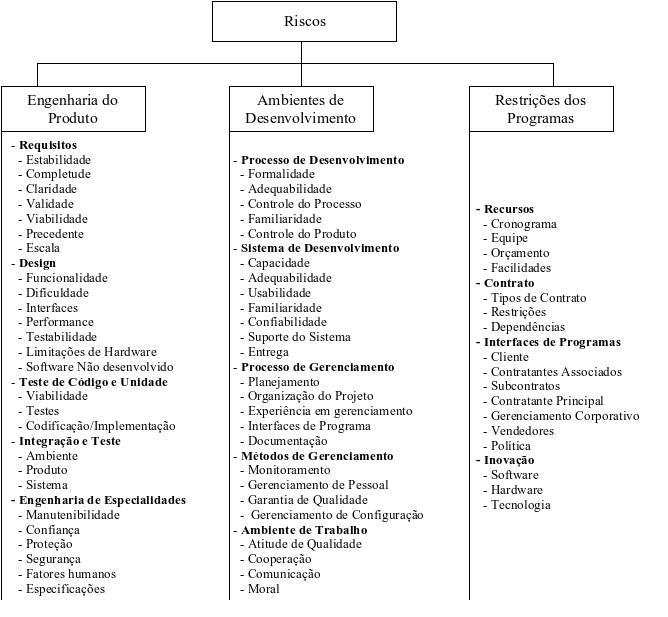 Riscos
Engenharia do
Produto
- Requisitos
- Estabilidade
- Completude
- Claridade
- Validade
- Viabilidade
- Precedente
- Escala
- Design
- Funcionalidade
- Dificuldade
- Interfaces
- Performance
- Testabilidade
- Limitações de Hardware
- Software Não desenvolvido
- Teste de Código e Unidade
- Viabilidade
- Testes
- Codificação/Implementação
- Integração e Teste
- Ambiente
- Produto
- Sistema
- Engenharia de Especialidades
- Manutenibilidade
- Confiança
- Proteção
- Segurança
- Fatores humanos
- Especificações
Ambientes de
Desenvolvimento
- Processo de Desenvolvimento
- Formalidade
- Adequabilidade
- Controle do Processo
- Familiaridade
- Controle do Produto
- Sistema de Desenvolvimento
- Capacidade
- Adequabilidade
- Usabilidade
- Familiaridade
- Confiabilidade
- Suporte do Sistema
- Entrega
- Processo de Gerenciamento
- Planejamento
- Organização do Projeto
- Experiência em gerenciamento
- Interfaces de Programa
- Documentação
- Métodos de Gerenciamento
- Monitoramento
- Gerenciamento de Pessoal
- Garantia de Qualidade
- Gerenciamento de Configuração
- Ambiente de Trabalho
- Atitude de Qualidade
- Cooperação
- Comunicação
- Moral
Restrições dos
Programas
- Recursos
- Cronograma
- Equipe
- Orçamento
- Facilidades
- Contrato
- Tipos de Contrato
- Restrições
- Dependências
- Interfaces de Programas
- Cliente
- Contratantes Associados
- Subcontratos
- Contratante Principal
- Gerenciamento Corporativo
- Vendedores
- Política
- Inovação
- Software
- Hardware
- Tecnologia